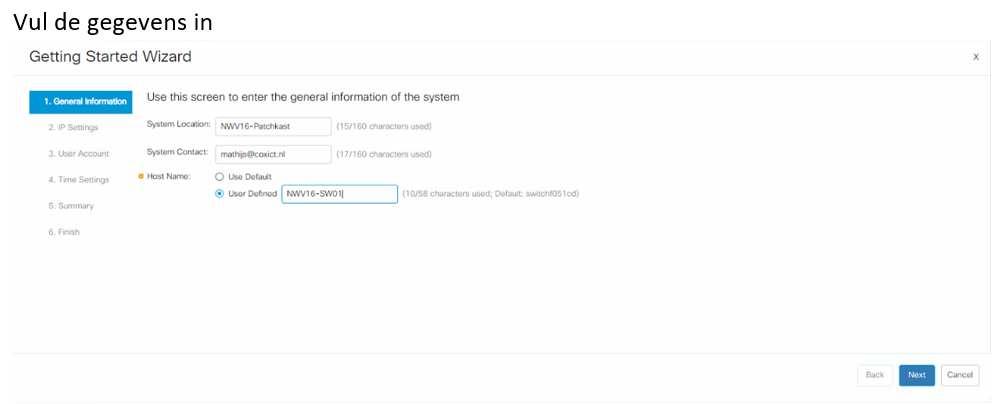 Vul de gegevens in
Getting Started Wizard
x
1. General Information
Use this screen to enter the general information of the system
System Location: NWV16-Patchkast (15/160 characters used)
2. IP Settings
System Contact: mathijs@coxict.nl (17/160 characters used)
3. User Account
Host Name: Use Default
4. Time Settings
User Defined NWV16-SW01 (10/58 characters used; Default: switchf051cd)
5. Summary
6. Finish
Back Next Cancel